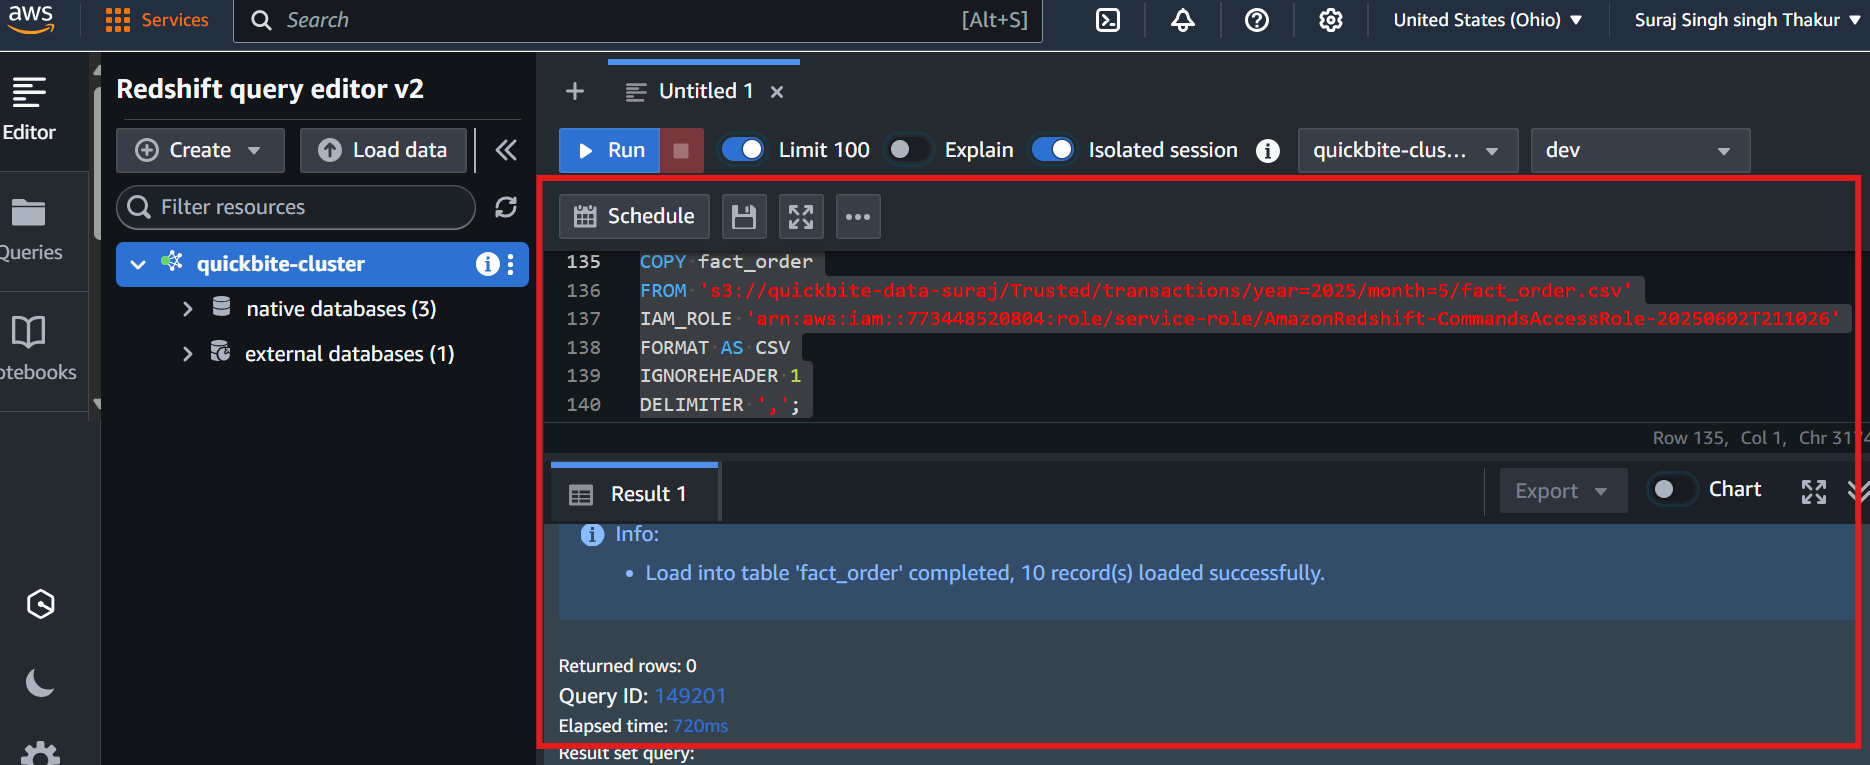 aws
Services
Search
[Alt+S]
United States (Ohio)
Suraj Singh singh Thakur
Editor
Queries
otebooks
Redshift query editor v2
Create
Load data
Filter resources
quickbite-cluster
native databases (3)
external databases (1)
Untitled 1
Run
Limit 100
Explain
Isolated session
quickbite-clus...
dev
Schedule
135 COPY fact_order
136 FROM 's3://quickbite-data-suraj/Trusted/transactions/year=2025/month=5/fact_order.csv'
137 IAM_ROLE 'arn:aws:iam::773448520804:role/service-role/AmazonRedshift-CommandsAccessRole-20250602T211026'
138 FORMAT AS CSV
139 IGNOREHEADER 1
140 DELIMITER ',';
Row 135, Col 1, Chr 3174
Result 1
Export
Chart
Info:
• Load into table 'fact_order' completed, 10 record(s) loaded successfully.
Returned rows: 0
Query ID: 149201
Elapsed time: 720ms
Result set query: